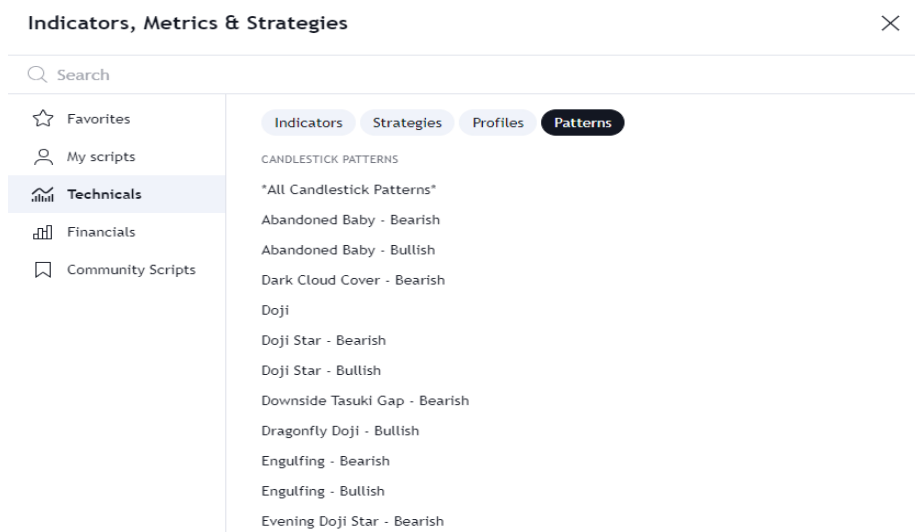 Indicators, Metrics & Strategies
Search
Favorites
My scripts
Technicals
Financials
Community Scripts
Indicators Strategies Profiles Patterns
CANDLESTICK PATTERNS
*All Candlestick Patterns*
Abandoned Baby - Bearish
Abandoned Baby - Bullish
Dark Cloud Cover - Bearish
Doji
Doji Star - Bearish
Doji Star - Bullish
Downside Tasuki Gap - Bearish
Dragonfly Doji - Bullish
Engulfing - Bearish
Engulfing - Bullish
Evening Doji Star - Bearish